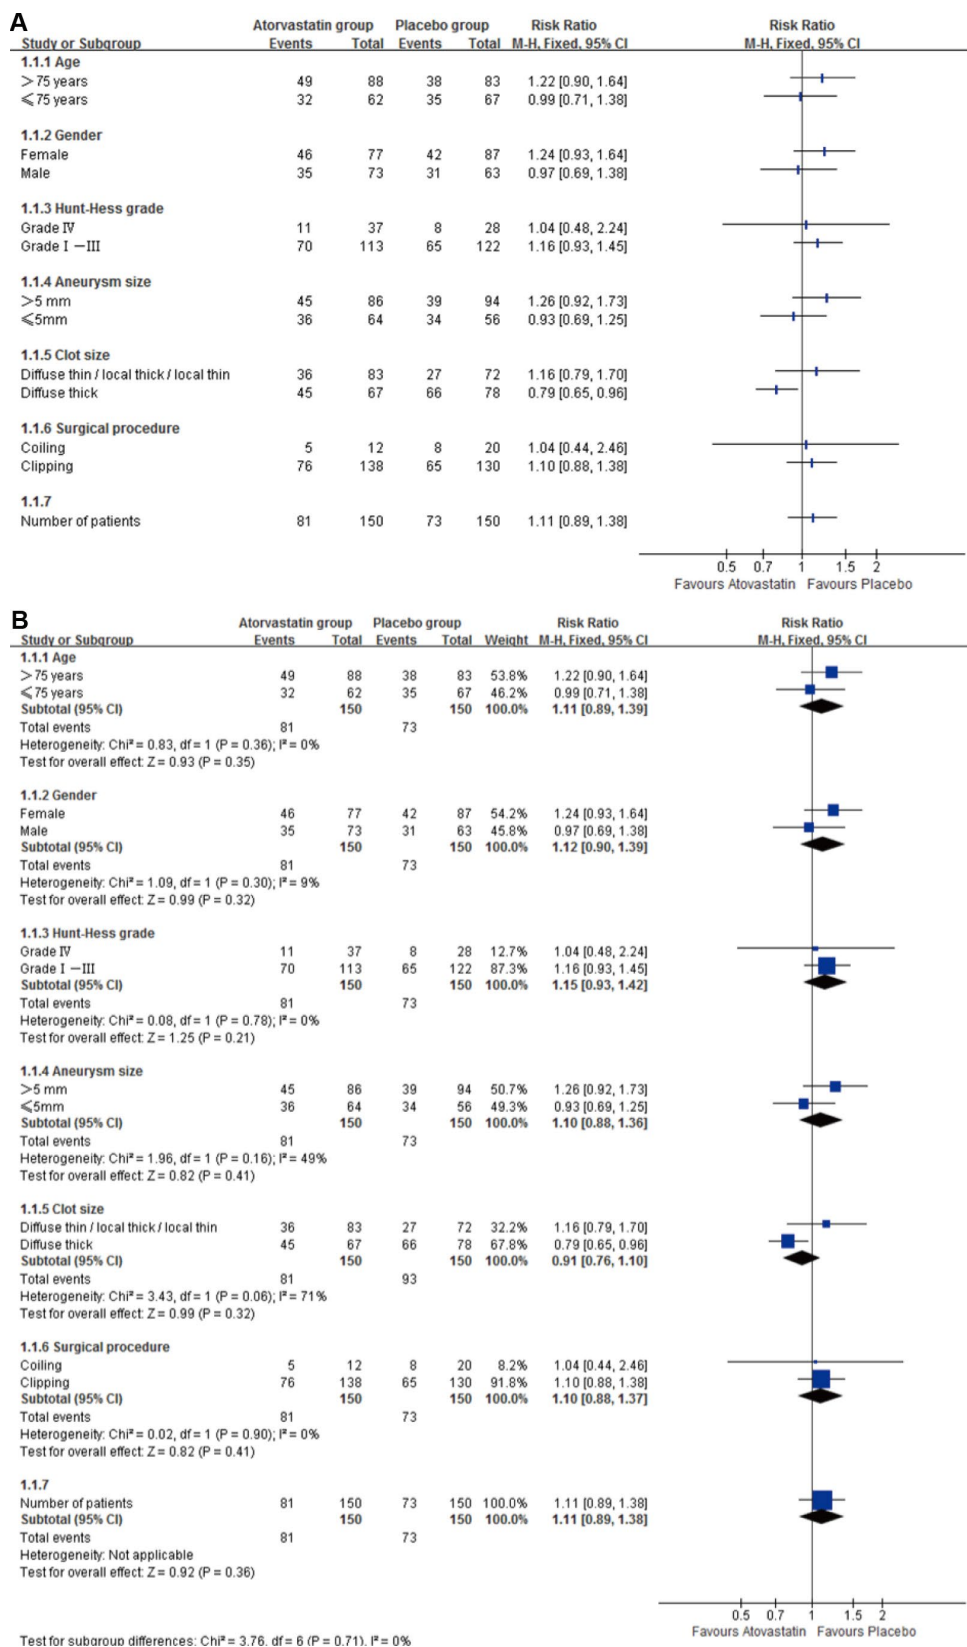 A
Atorvastatin group Placebo group Risk Ratio Risk Ratio
Study or Subgroup Events Total Events Total M-H, Fixed, 95% CI M-H, Fixed, 95% CI
1.1.1 Age
>75 years 49 88 38 83 1.22 [0.90, 1.64]
⩽75 years 32 62 35 67 0.99 [0.71, 1.38]
1.1.2 Gender
Female 46 77 42 87 1.24 [0.93, 1.64]
Male 35 73 31 63 0.97 [0.69, 1.38]
1.1.3 Hunt-Hess grade
Grade Ⅳ 11 37 8 28 1.04 [0.48, 2.24]
Grade Ⅰ－Ⅲ 70 113 65 122 1.16 [0.93, 1.45]
1.1.4 Aneurysm size
>5 mm 45 86 39 94 1.26 [0.92, 1.73]
⩽5mm 36 64 34 56 0.93 [0.69, 1.25]
1.1.5 Clot size
Diffuse thin / local thick / local thin 36 83 27 72 1.16 [0.79, 1.70]
Diffuse thick 45 67 66 78 0.79 [0.65, 0.96]
1.1.6 Surgical procedure
Coiling 5 12 8 20 1.04 [0.44, 2.46]
Clipping 76 138 65 130 1.10 [0.88, 1.38]
1.1.7
Number of patients 81 150 73 150 1.11 [0.89, 1.38]
0.5 0.7 1 1.5 2
Favours Atovastatin Favours Placebo
B
Atorvastatin group Placebo group Risk Ratio Risk Ratio
Study or Subgroup Events Total Events Total Weight M-H, Fixed, 95% CI M-H, Fixed, 95% CI
1.1.1 Age
>75 years 49 88 38 83 53.8% 1.22 [0.90, 1.64]
⩽75 years 32 62 35 67 46.2% 0.99 [0.71, 1.38]
Subtotal (95% CI) 150 150 100.0% 1.11 [0.89, 1.39]
Total events 81 73
Heterogeneity: Chi² = 0.83, df = 1 (P = 0.36); I² = 0%
Test for overall effect: Z = 0.93 (P = 0.35)
1.1.2 Gender
Female 46 77 42 87 54.2% 1.24 [0.93, 1.64]
Male 35 73 31 63 45.8% 0.97 [0.69, 1.38]
Subtotal (95% CI) 150 150 100.0% 1.12 [0.90, 1.39]
Total events 81 73
Heterogeneity: Chi² = 1.09, df = 1 (P = 0.30); I² = 9%
Test for overall effect: Z = 0.99 (P = 0.32)
1.1.3 Hunt-Hess grade
Grade Ⅳ 11 37 8 28 12.7% 1.04 [0.48, 2.24]
Grade Ⅰ－Ⅲ 70 113 65 122 87.3% 1.16 [0.93, 1.45]
Subtotal (95% CI) 150 150 100.0% 1.15 [0.93, 1.42]
Total events 81 73
Heterogeneity: Chi² = 0.08, df = 1 (P = 0.78); I² = 0%
Test for overall effect: Z = 1.25 (P = 0.21)
1.1.4 Aneurysm size
>5 mm 45 86 39 94 50.7% 1.26 [0.92, 1.73]
⩽5mm 36 64 34 56 49.3% 0.93 [0.69, 1.25]
Subtotal (95% CI) 150 150 100.0% 1.10 [0.88, 1.36]
Total events 81 73
Heterogeneity: Chi² = 1.96, df = 1 (P = 0.16); I² = 49%
Test for overall effect: Z = 0.82 (P = 0.41)
1.1.5 Clot size
Diffuse thin / local thick / local thin 36 83 27 72 32.2% 1.16 [0.79, 1.70]
Diffuse thick 45 67 66 78 67.8% 0.79 [0.65, 0.96]
Subtotal (95% CI) 150 150 100.0% 0.91 [0.76, 1.10]
Total events 81 93
Heterogeneity: Chi² = 3.43, df = 1 (P = 0.06); I² = 71%
Test for overall effect: Z = 0.99 (P = 0.32)
1.1.6 Surgical procedure
Coiling 5 12 8 20 8.2% 1.04 [0.44, 2.46]
Clipping 76 138 65 130 91.8% 1.10 [0.88, 1.38]
Subtotal (95% CI) 150 150 100.0% 1.10 [0.88, 1.37]
Total events 81 73
Heterogeneity: Chi² = 0.02, df = 1 (P = 0.90); I² = 0%
Test for overall effect: Z = 0.82 (P = 0.41)
1.1.7
Number of patients 81 150 73 150 100.0% 1.11 [0.89, 1.38]
Subtotal (95% CI) 150 150 100.0% 1.11 [0.89, 1.38]
Total events 81 73
Heterogeneity: Not applicable
Test for overall effect: Z = 0.92 (P = 0.36)
0.5 0.7 1 1.5 2
Favours Atorvastatin Favours Placebo
Test for subgroup differences: Chi² = 3.76, df = 6 (P = 0.71), I² = 0%